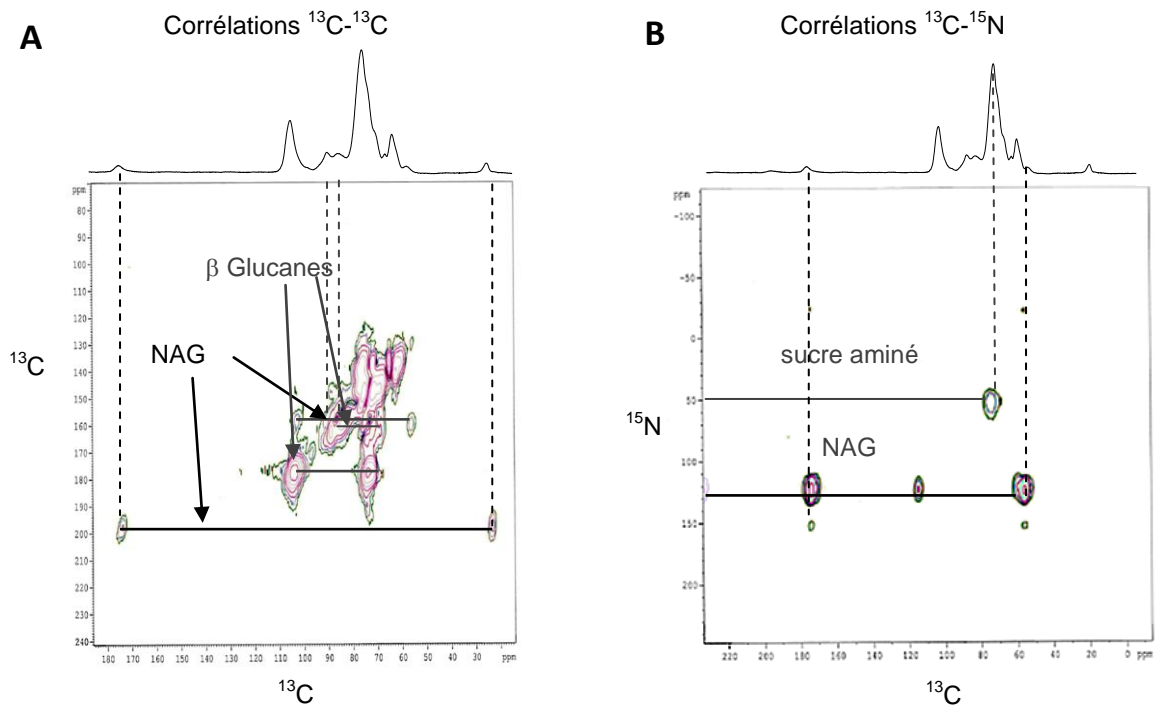 A
Corrélations ¹³C-¹³C
ppm
80
90
100
110
120
130
140
150
160
170
180
190
200
210
220
230
240
¹³C
β Glucanes
NAG
180 170 160 150 140 130 120 110 100 90 80 70 60 50 40 30 ppm
¹³C
B
Corrélations ¹³C-¹⁵N
ppm
-100
-50
0
50
100
150
200
¹⁵N
sucre aminé
NAG
220 200 180 160 140 120 100 80 60 40 20 0 ppm
¹³C